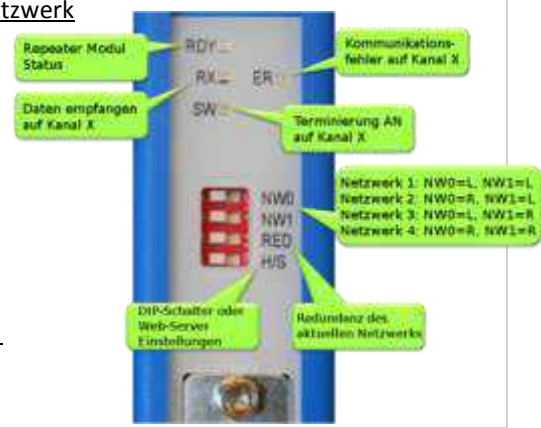 tzwerk
Repeater Modul
Status
RDY
Kommunikations-
fehler auf Kanal X
RX
ER
Daten empfangen
auf Kanal X
SW
Terminierung AN
auf Kanal X
NW0
NW1
RED
H/S
Netzwerk 1: NW0=L, NW1=L
Netzwerk 2: NW0=R, NW1=L
Netzwerk 3: NW0=L, NW1=R
Netzwerk 4: NW0=R, NW1=R
DIP-Schalter oder
Web-Server
Einstellungen
Redundanz des
aktuellen Netzwerks